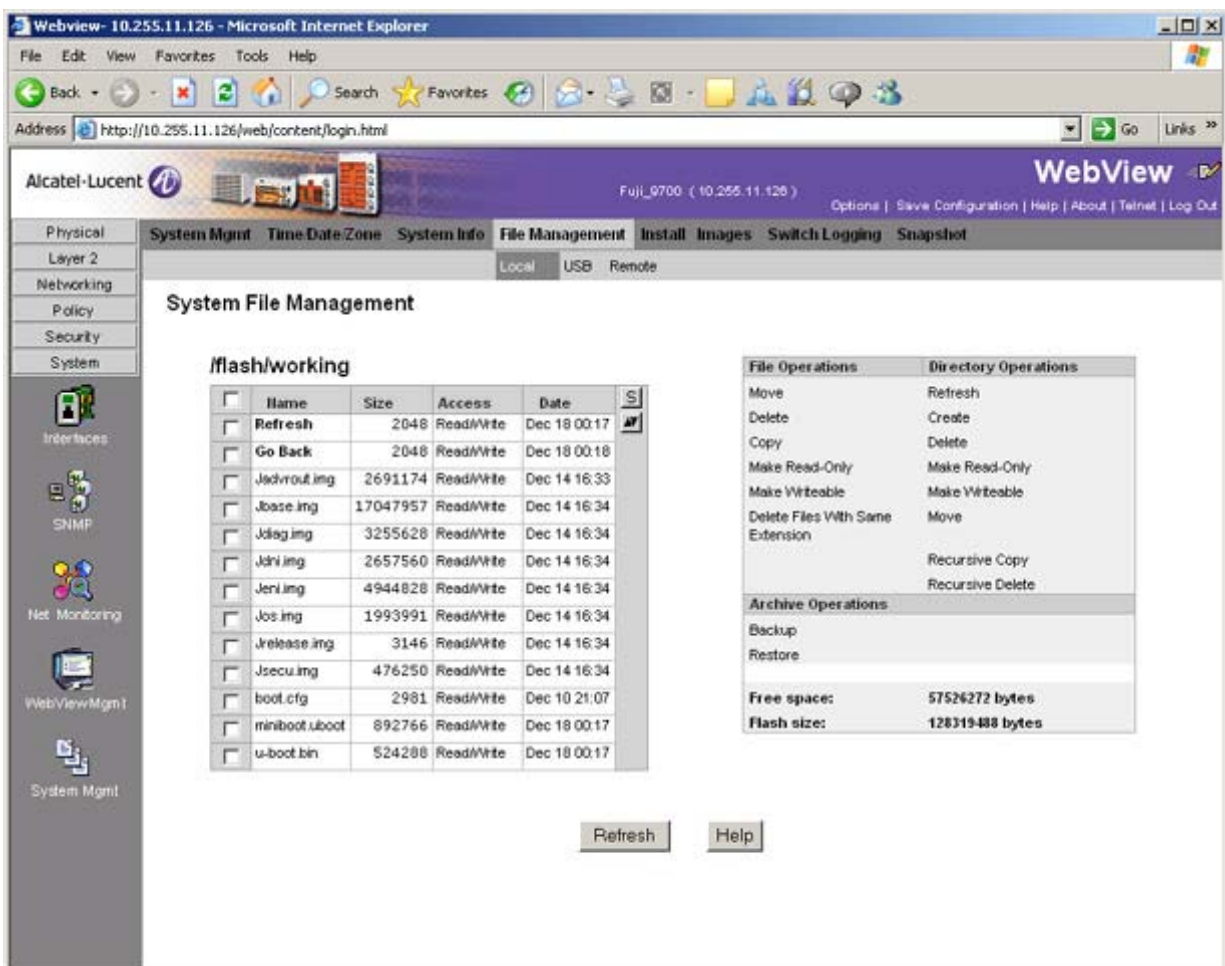 Webview- 10.255.11.126 - Microsoft Internet Explorer
File Edit View Favorites Tools Help
Back Search Favorites
Address http://10.255.11.126/web/content/login.html Go Links »
Alcatel-Lucent WebView
Fuji_9700 ( 10.255.11.126 )
Options | Save Configuration | Help | About | Telnet | Log Out
Physical
Layer 2
Networking
Policy
Security
System
Interfaces
SNMP
Net Monitoring
WebViewMgmt
System Mgmt
System Mgmt Time/Date/Zone System Info File Management Install Images Switch Logging Snapshot
Local USB Remote
System File Management
/flash/working
Name Size Access Date S
Refresh 2048 Read/Write Dec 18 00:17
Go Back 2048 Read/Write Dec 18 00:18
Jadvrout.img 2691174 Read/Write Dec 14 16:33
Jbase.img 17047957 Read/Write Dec 14 16:34
Jdiag.img 3255628 Read/Write Dec 14 16:34
Jdni.img 2657560 Read/Write Dec 14 16:34
Jeni.img 4944828 Read/Write Dec 14 16:34
Jos.img 1993991 Read/Write Dec 14 16:34
Jrelease.img 3146 Read/Write Dec 14 16:34
Jsecu.img 476250 Read/Write Dec 14 16:34
boot.cfg 2981 Read/Write Dec 10 21:07
miniboot.uboot 892766 Read/Write Dec 18 00:17
u-boot.bin 524288 Read/Write Dec 18 00:17
File Operations Directory Operations
Move Refresh
Delete Create
Copy Delete
Make Read-Only Make Read-Only
Make Writeable Make Writeable
Delete Files With Same Move
Extension
Recursive Copy
Recursive Delete
Archive Operations
Backup
Restore
Free space: 57526272 bytes
Flash size: 128319488 bytes
Refresh Help